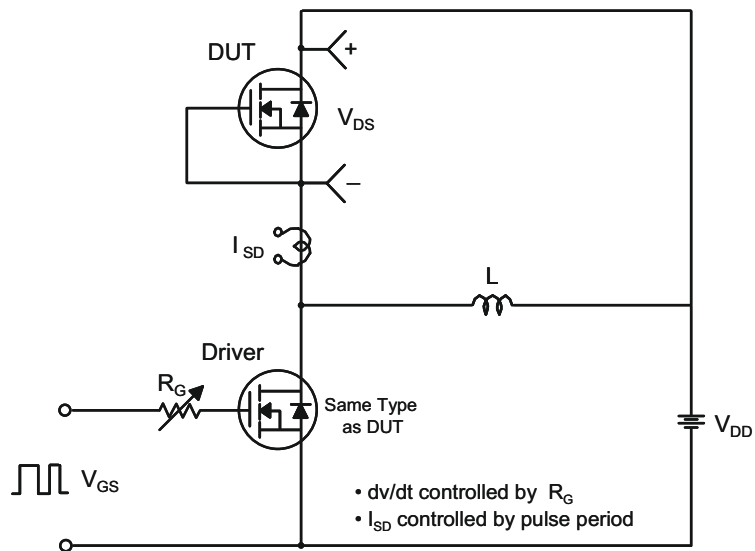 DUT
+
V_DS
–
I_SD
L
Driver
R_G
Same Type
as DUT
V_DD
V_GS
• dv/dt controlled by R_G
• I_SD controlled by pulse period